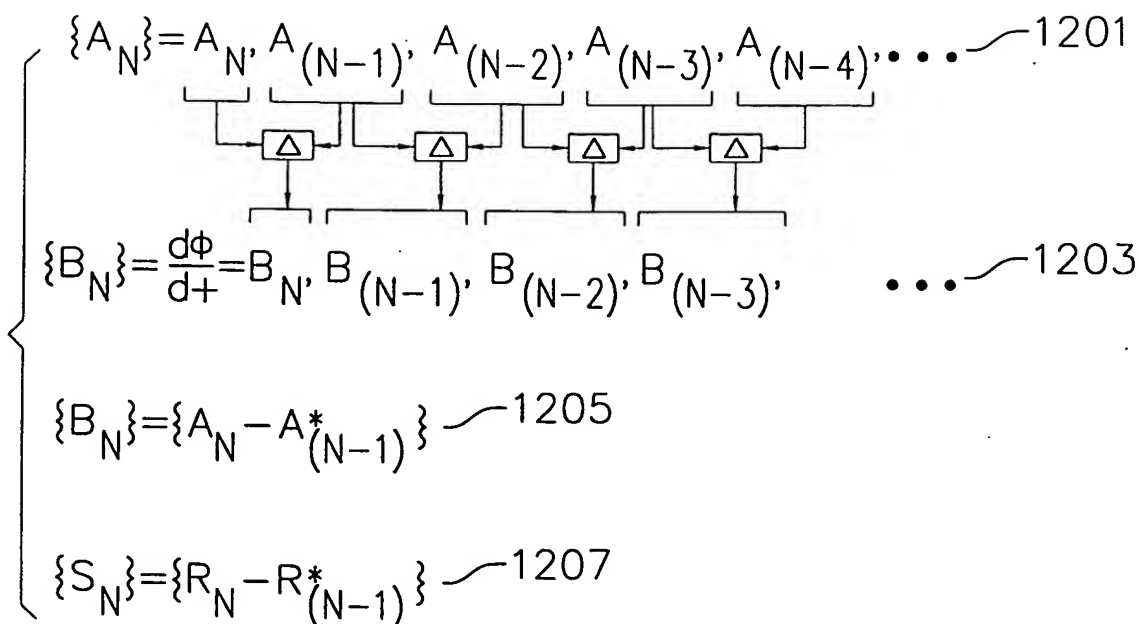 {A_N}=A_N, A_(N-1), A_(N-2), A_(N-3), A_(N-4), ••• 1201
△ △ △ △
{B_N}=dϕ/d+=B_N, B_(N-1), B_(N-2), B_(N-3), ••• 1203
{B_N}={A_N-A*_(N-1)} 1205
{S_N}={R_N-R*_(N-1)} 1207